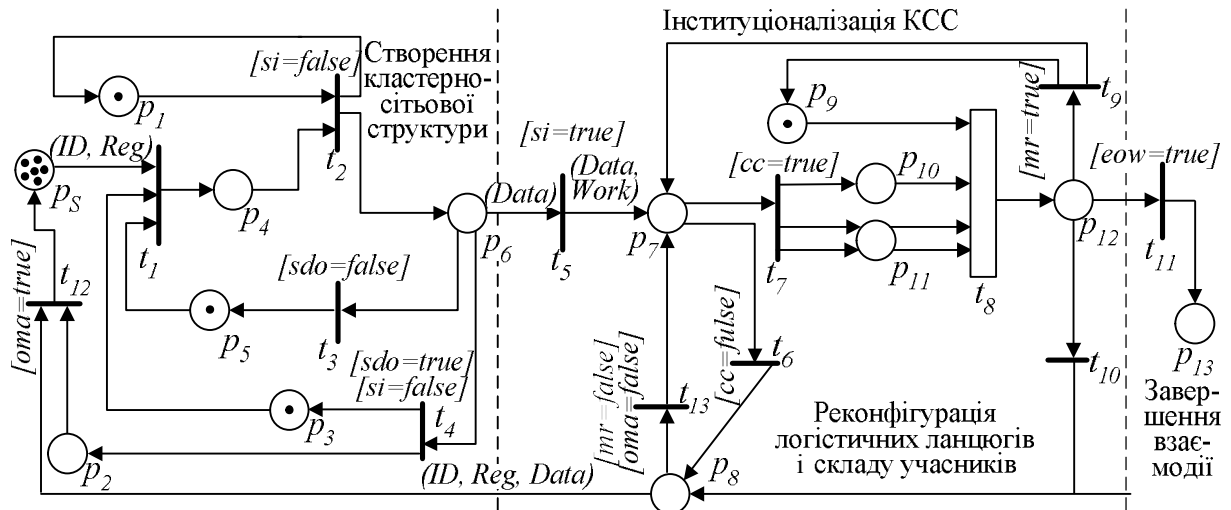 Інституціоналізація КСС
[si=false]
Створення
кластерно-
сітьової
структури
p1
(ID, Reg)
pS
t2
p4
t1
[si=true]
(Data,
Work)
(Data)
p6
t5
p7
[cc=true]
p9
p10
p11
t7
t8
[mr=true]
t9
p12
[eow=true]
t11
p13
t10
[oma=true]
t12
[sdo=false]
p5
t3
[sdo=true]
[si=false]
p3
t4
p2
(ID, Reg, Data)
[mr=false]
[oma=false]
t13
[cc=fulse]
t6
p8
Реконфігурація
логістичних ланцюгів
і складу учасників
Завер-
шення
взає-
модії